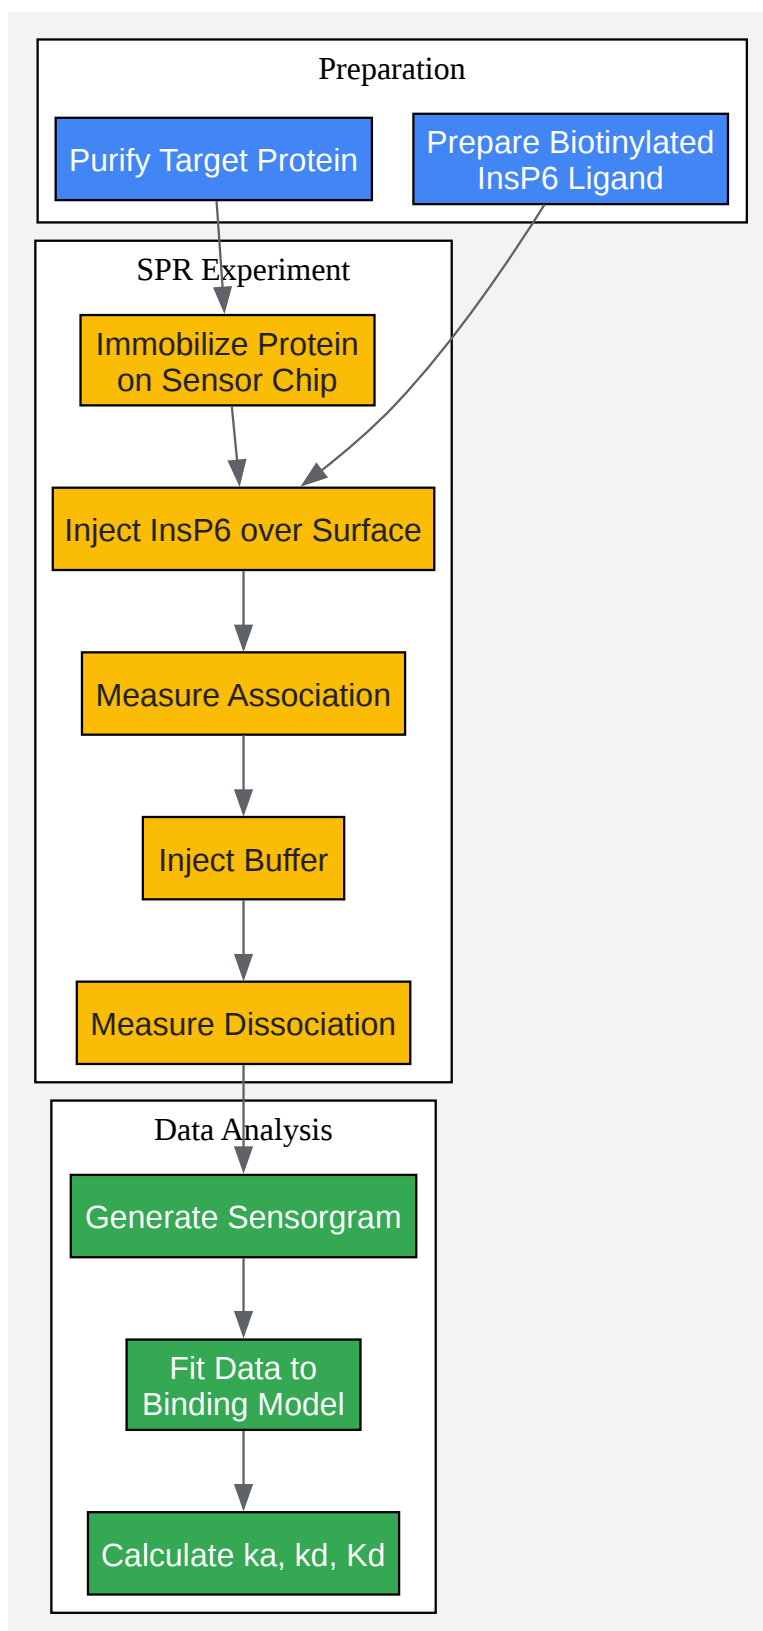 Preparation
Purify Target Protein
Prepare Biotinylated
InsP6 Ligand
SPR Experiment
Immobilize Protein
on Sensor Chip
Inject InsP6 over Surface
Measure Association
Inject Buffer
Measure Dissociation
Data Analysis
Generate Sensorgram
Fit Data to
Binding Model
Calculate ka, kd, Kd